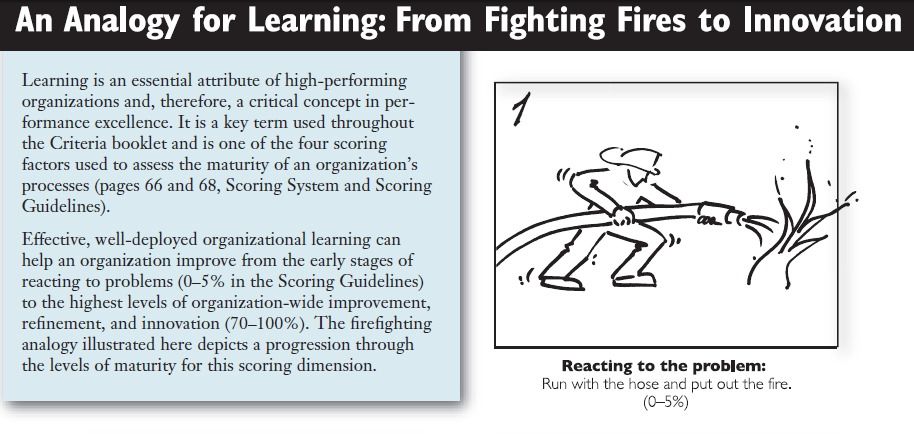 An Analogy for Learning: From Fighting Fires to Innovation
Learning is an essential attribute of high-performing
organizations and, therefore, a critical concept in per-
formance excellence. It is a key term used throughout
the Criteria booklet and is one of the four scoring
factors used to assess the maturity of an organization's
processes (pages 66 and 68, Scoring System and Scoring
Guidelines).
Effective, well-deployed organizational learning can
help an organization improve from the early stages of
reacting to problems (0–5% in the Scoring Guidelines)
to the highest levels of organization-wide improvement,
refinement, and innovation (70–100%). The firefighting
analogy illustrated here depicts a progression through
the levels of maturity for this scoring dimension.
1
Reacting to the problem:
Run with the hose and put out the fire.
(0–5%)